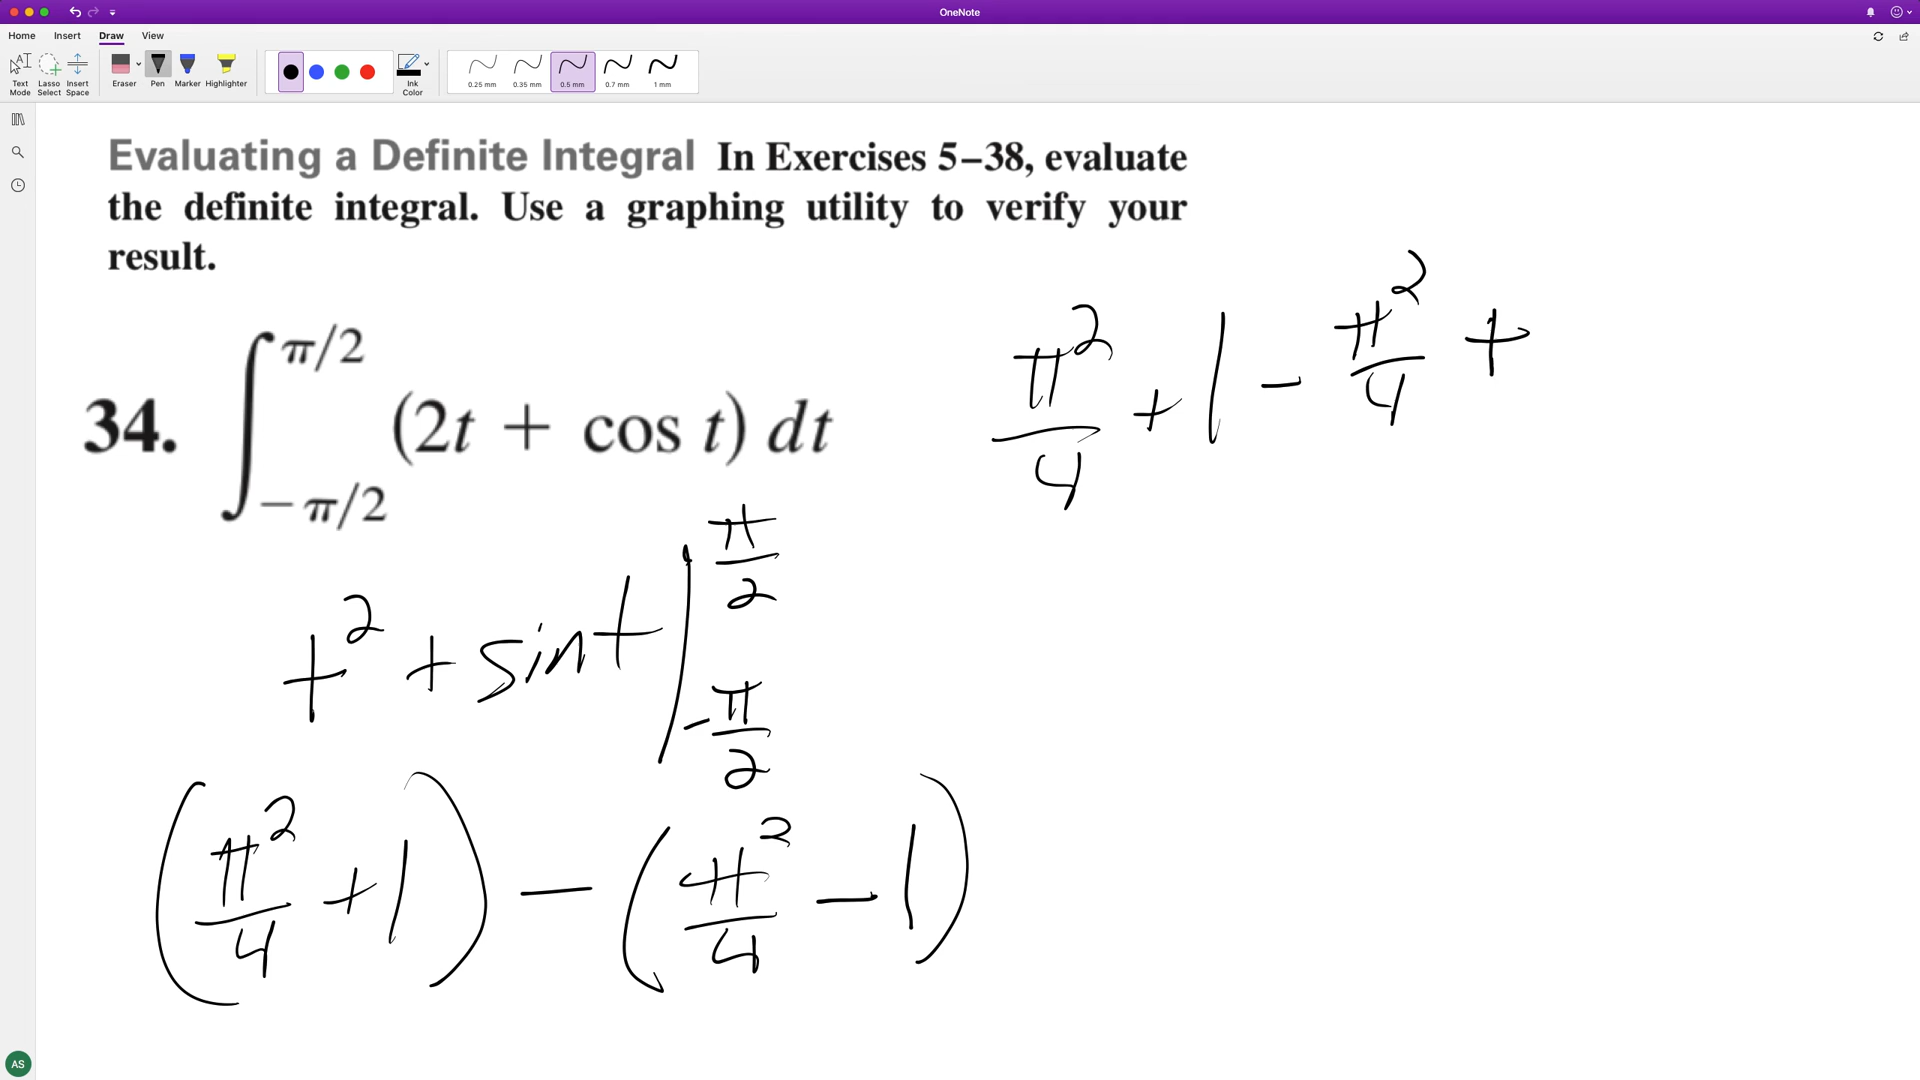 OneNote
Home Insert Draw View
Text Mode Lasso Select Insert Space Eraser Pen Marker Highlighter Ink Color 0.25 mm 0.35 mm 0.5 mm 0.7 mm 1 mm
Evaluating a Definite Integral In Exercises 5–38, evaluate
the definite integral. Use a graphing utility to verify your
result.
34. ∫_{-π/2}^{π/2} (2t + cos t) dt
t² + sin t |_{-π/2}^{π/2}
(π²/4 + 1) − (π²/4 − 1)
π²/4 + 1 − π²/4 +
AS